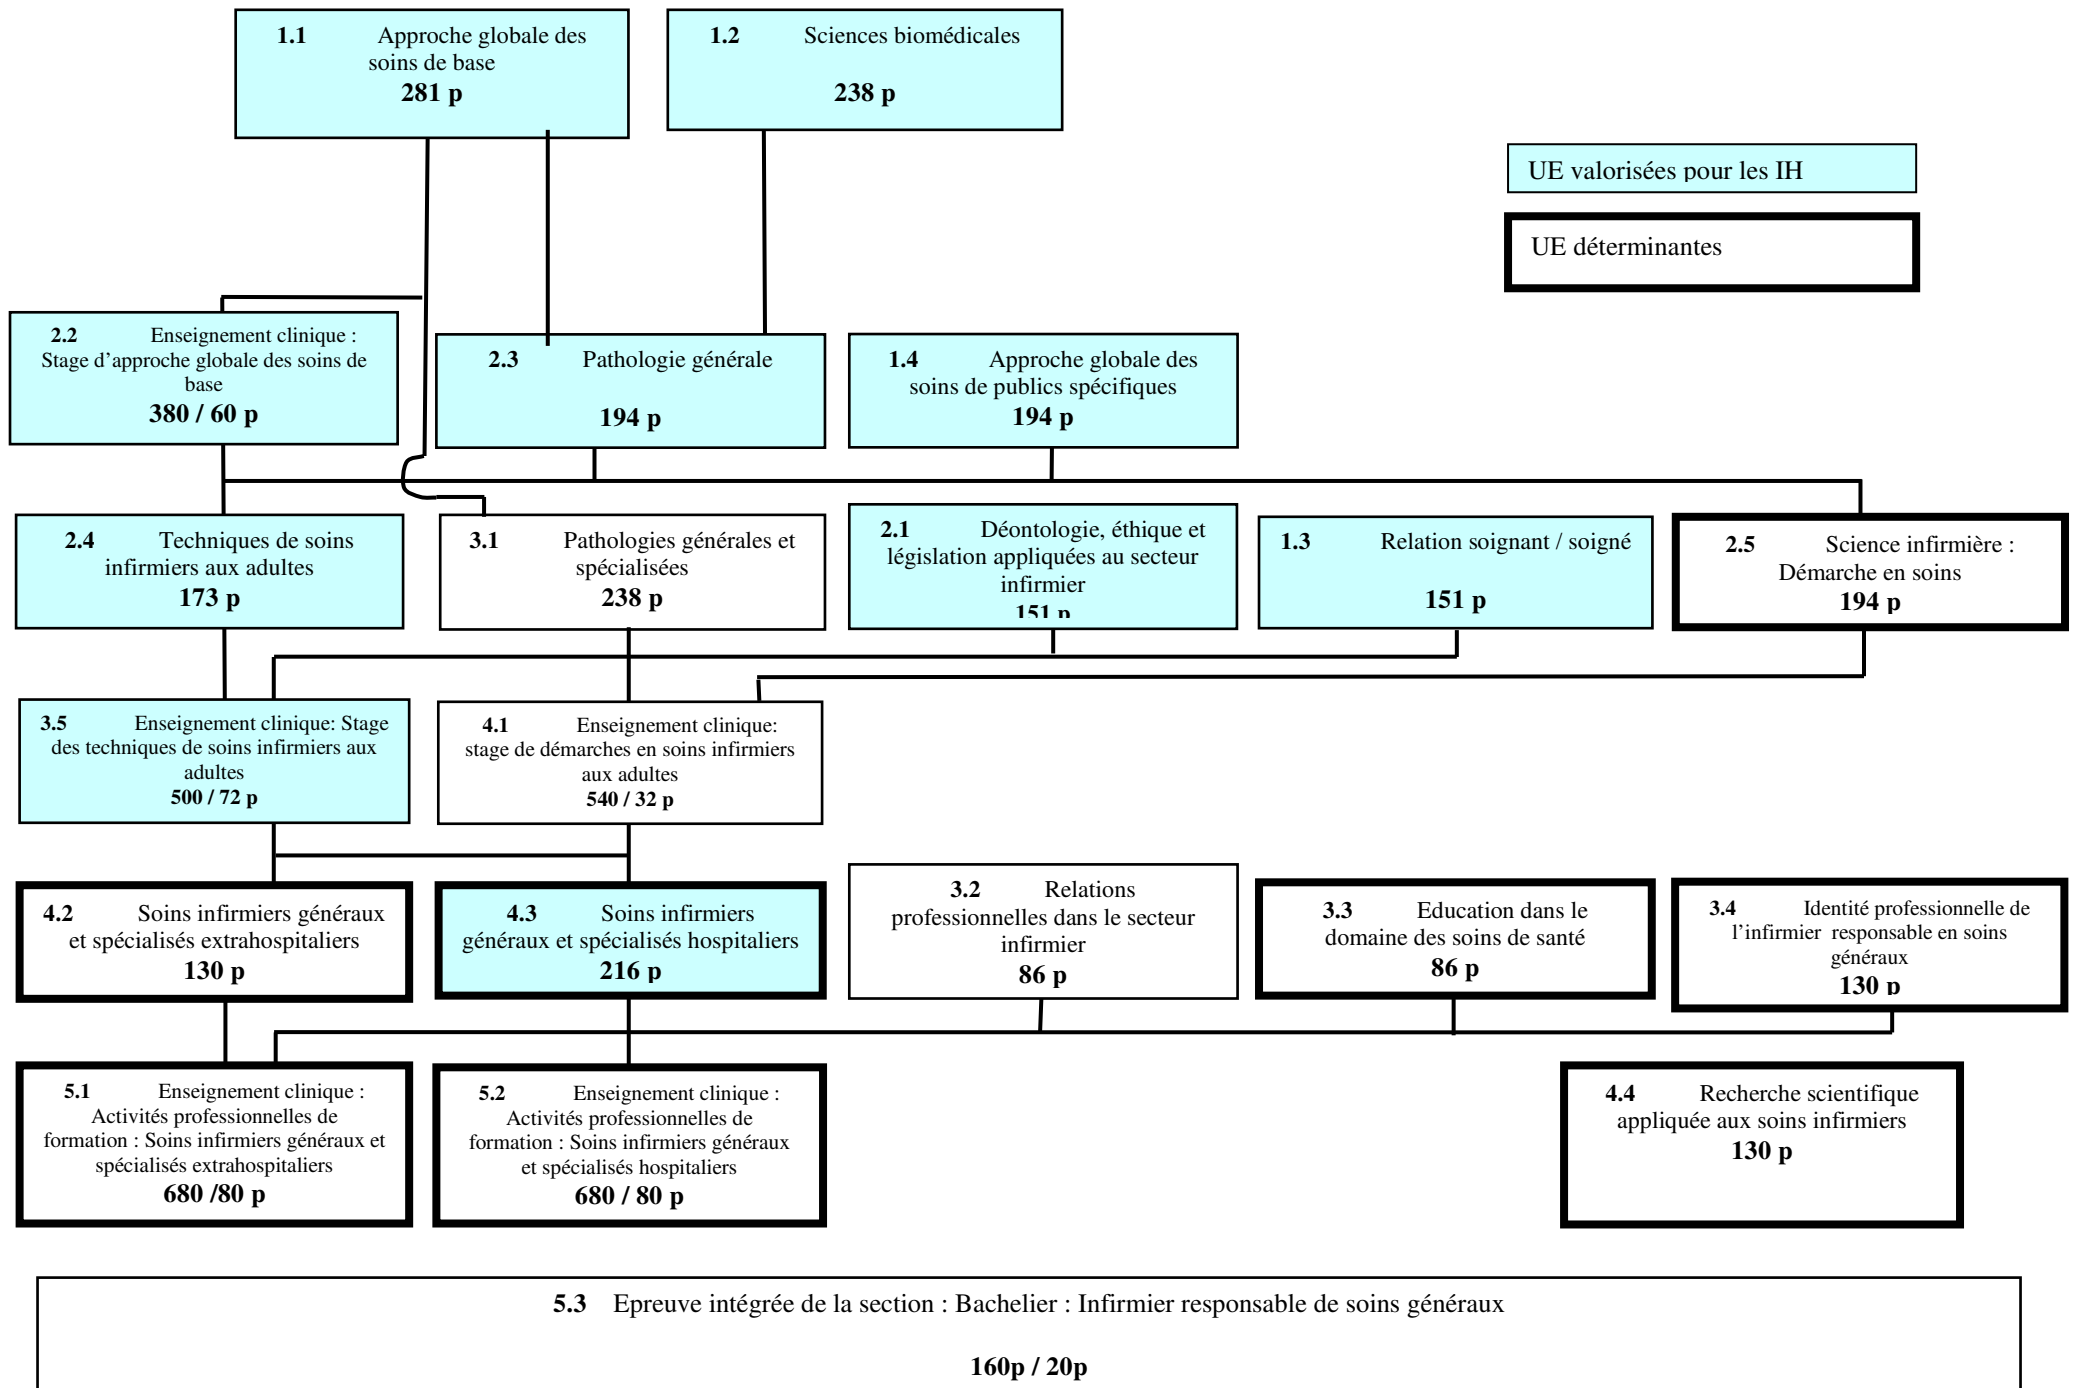 1.1 Approche globale des
soins de base
281 p
1.2 Sciences biomédicales
238 p
UE valorisées pour les IH
UE déterminantes
2.2 Enseignement clinique :
Stage d’approche globale des soins de
base
380 / 60 p
2.3 Pathologie générale
194 p
1.4 Approche globale des
soins de publics spécifiques
194 p
2.4 Techniques de soins
infirmiers aux adultes
173 p
3.1 Pathologies générales et
spécialisées
238 p
2.1 Déontologie, éthique et
législation appliquées au secteur
infirmier
151 p
1.3 Relation soignant / soigné
151 p
2.5 Science infirmière :
Démarche en soins
194 p
3.5 Enseignement clinique: Stage
des techniques de soins infirmiers aux
adultes
500 / 72 p
4.1 Enseignement clinique:
stage de démarches en soins infirmiers
aux adultes
540 / 32 p
4.2 Soins infirmiers généraux
et spécialisés extrahospitaliers
130 p
4.3 Soins infirmiers
généraux et spécialisés hospitaliers
216 p
3.2 Relations
professionnelles dans le secteur
infirmier
86 p
3.3 Education dans le
domaine des soins de santé
86 p
3.4 Identité professionnelle de
l’infirmier responsable en soins
généraux
130 p
5.1 Enseignement clinique :
Activités professionnelles de
formation : Soins infirmiers généraux et
spécialisés extrahospitaliers
680 /80 p
5.2 Enseignement clinique :
Activités professionnelles de
formation : Soins infirmiers généraux
et spécialisés hospitaliers
680 / 80 p
4.4 Recherche scientifique
appliquée aux soins infirmiers
130 p
5.3 Epreuve intégrée de la section : Bachelier : Infirmier responsable de soins généraux
160p / 20p